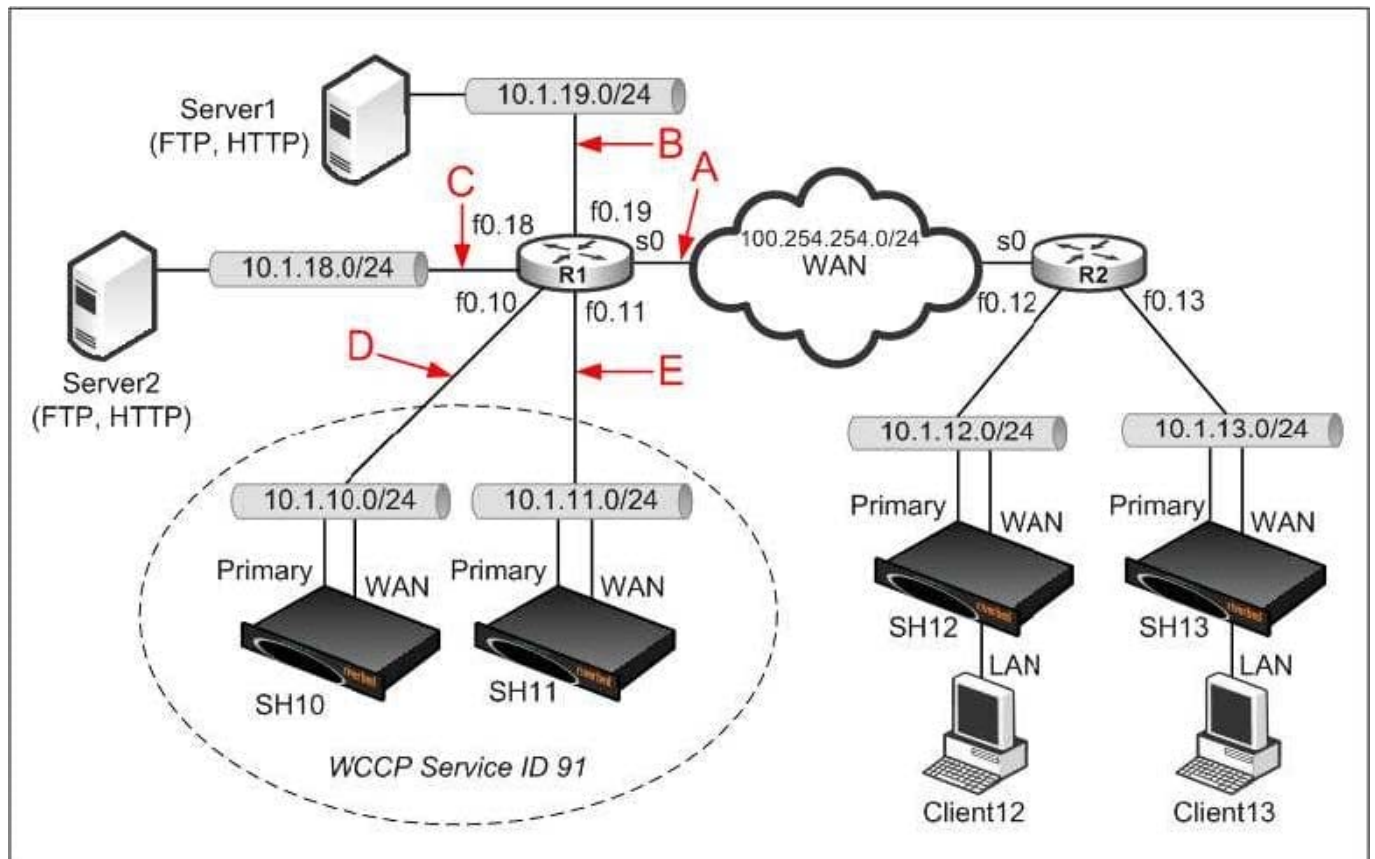 10.1.19.0/24
Server1
(FTP, HTTP)
B
A
C
f0.18
f0.19
s0
100.254.254.0/24
WAN
s0
10.1.18.0/24
R1
R2
f0.10
f0.11
f0.12
f0.13
D
E
Server2
(FTP, HTTP)
10.1.12.0/24
10.1.13.0/24
10.1.10.0/24
10.1.11.0/24
Primary
WAN
Primary
WAN
Primary
WAN
Primary
WAN
riverbed
riverbed
riverbed
riverbed
SH12
SH13
LAN
LAN
SH10
SH11
WCCP Service ID 91
Client12
Client13